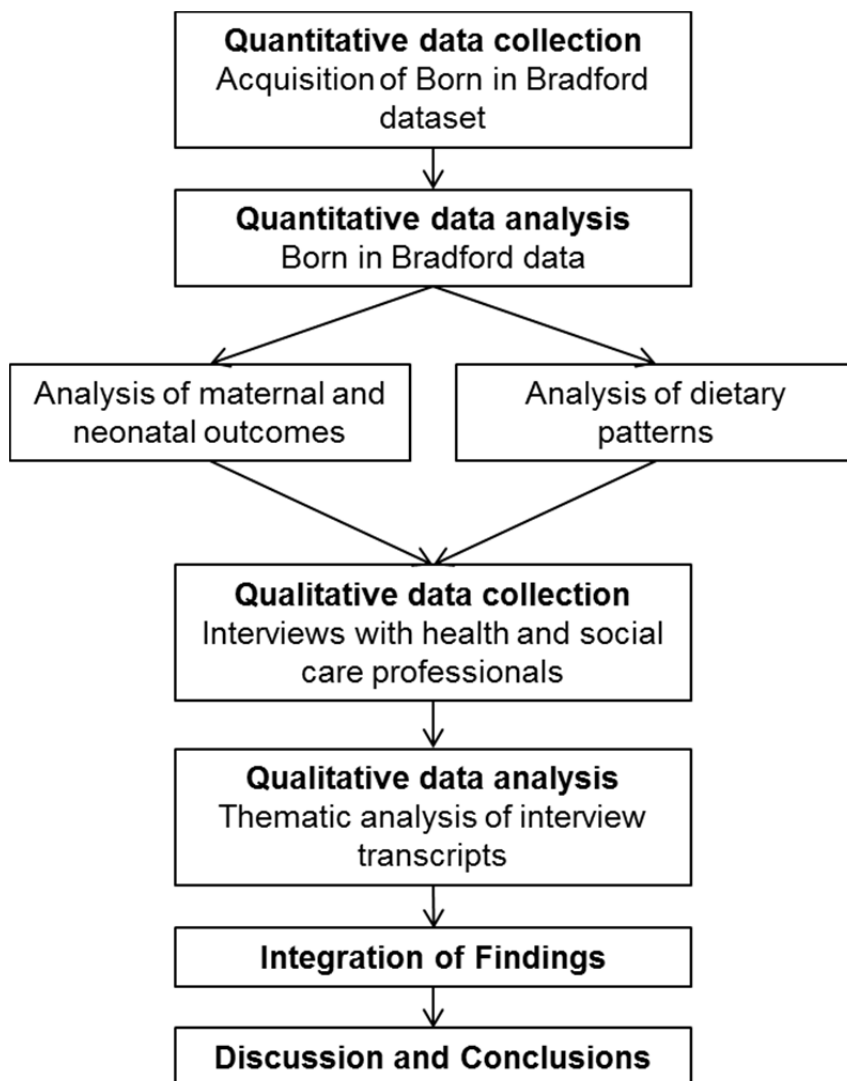 Quantitative data collection
Acquisition of Born in Bradford
dataset
Quantitative data analysis
Born in Bradford data
Analysis of maternal and
neonatal outcomes
Analysis of dietary
patterns
Qualitative data collection
Interviews with health and social
care professionals
Qualitative data analysis
Thematic analysis of interview
transcripts
Integration of Findings
Discussion and Conclusions